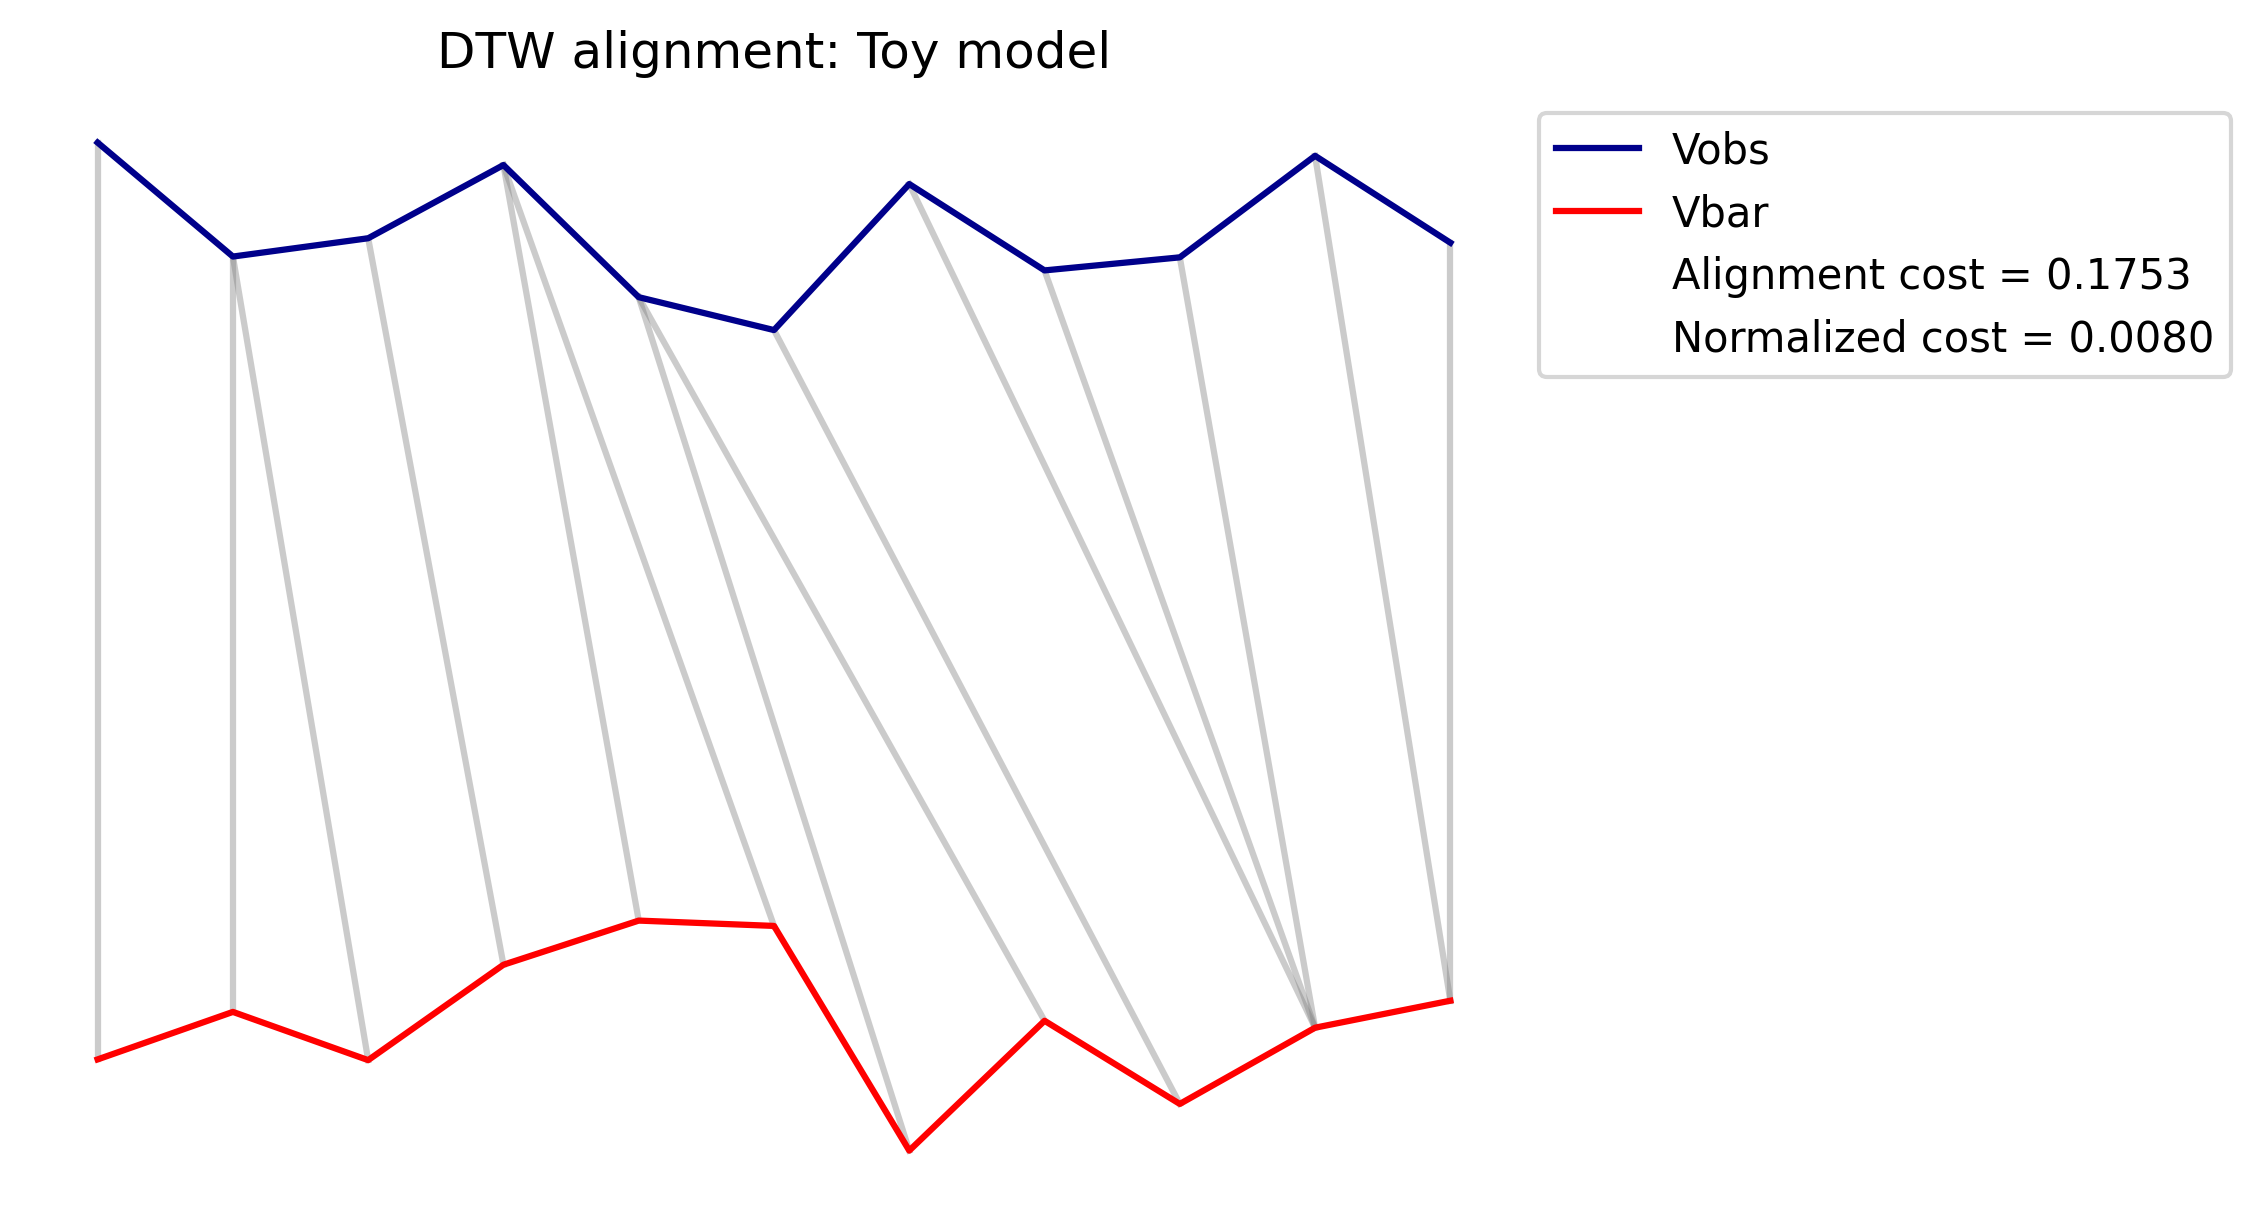 DTW alignment: Toy model
Vobs
Vbar
Alignment cost = 0.1753
Normalized cost = 0.0080